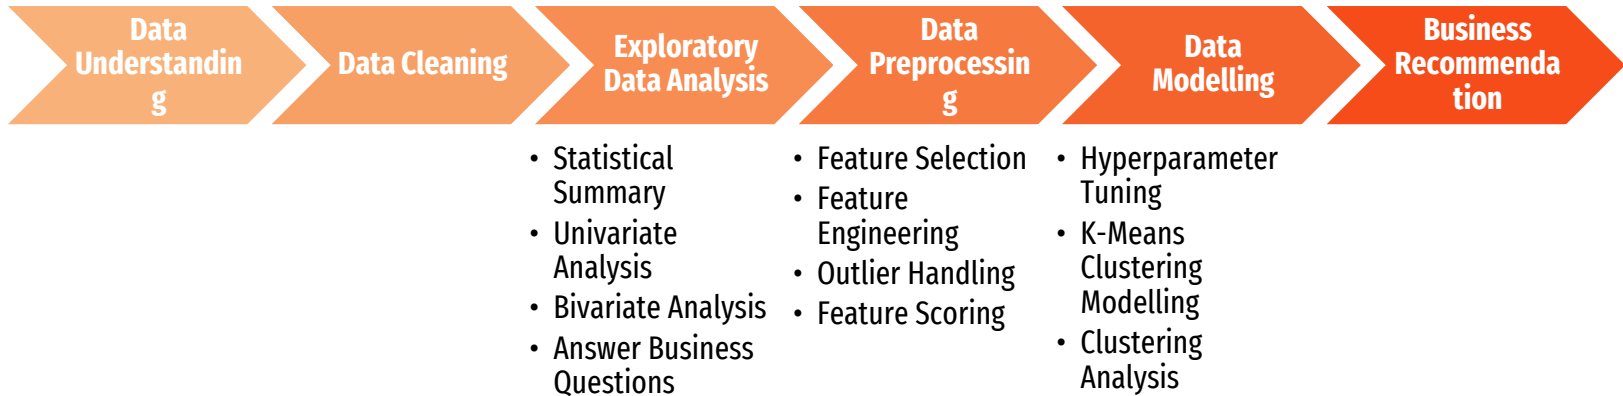 Data
Understandin
g
Data Cleaning
Exploratory
Data Analysis
Data
Preprocessin
g
Data
Modelling
Business
Recommenda
tion
• Statistical
Summary
• Univariate
Analysis
• Bivariate Analysis
• Answer Business
Questions
• Feature Selection
• Feature
Engineering
• Outlier Handling
• Feature Scoring
• Hyperparameter
Tuning
• K-Means
Clustering
Modelling
• Clustering
Analysis